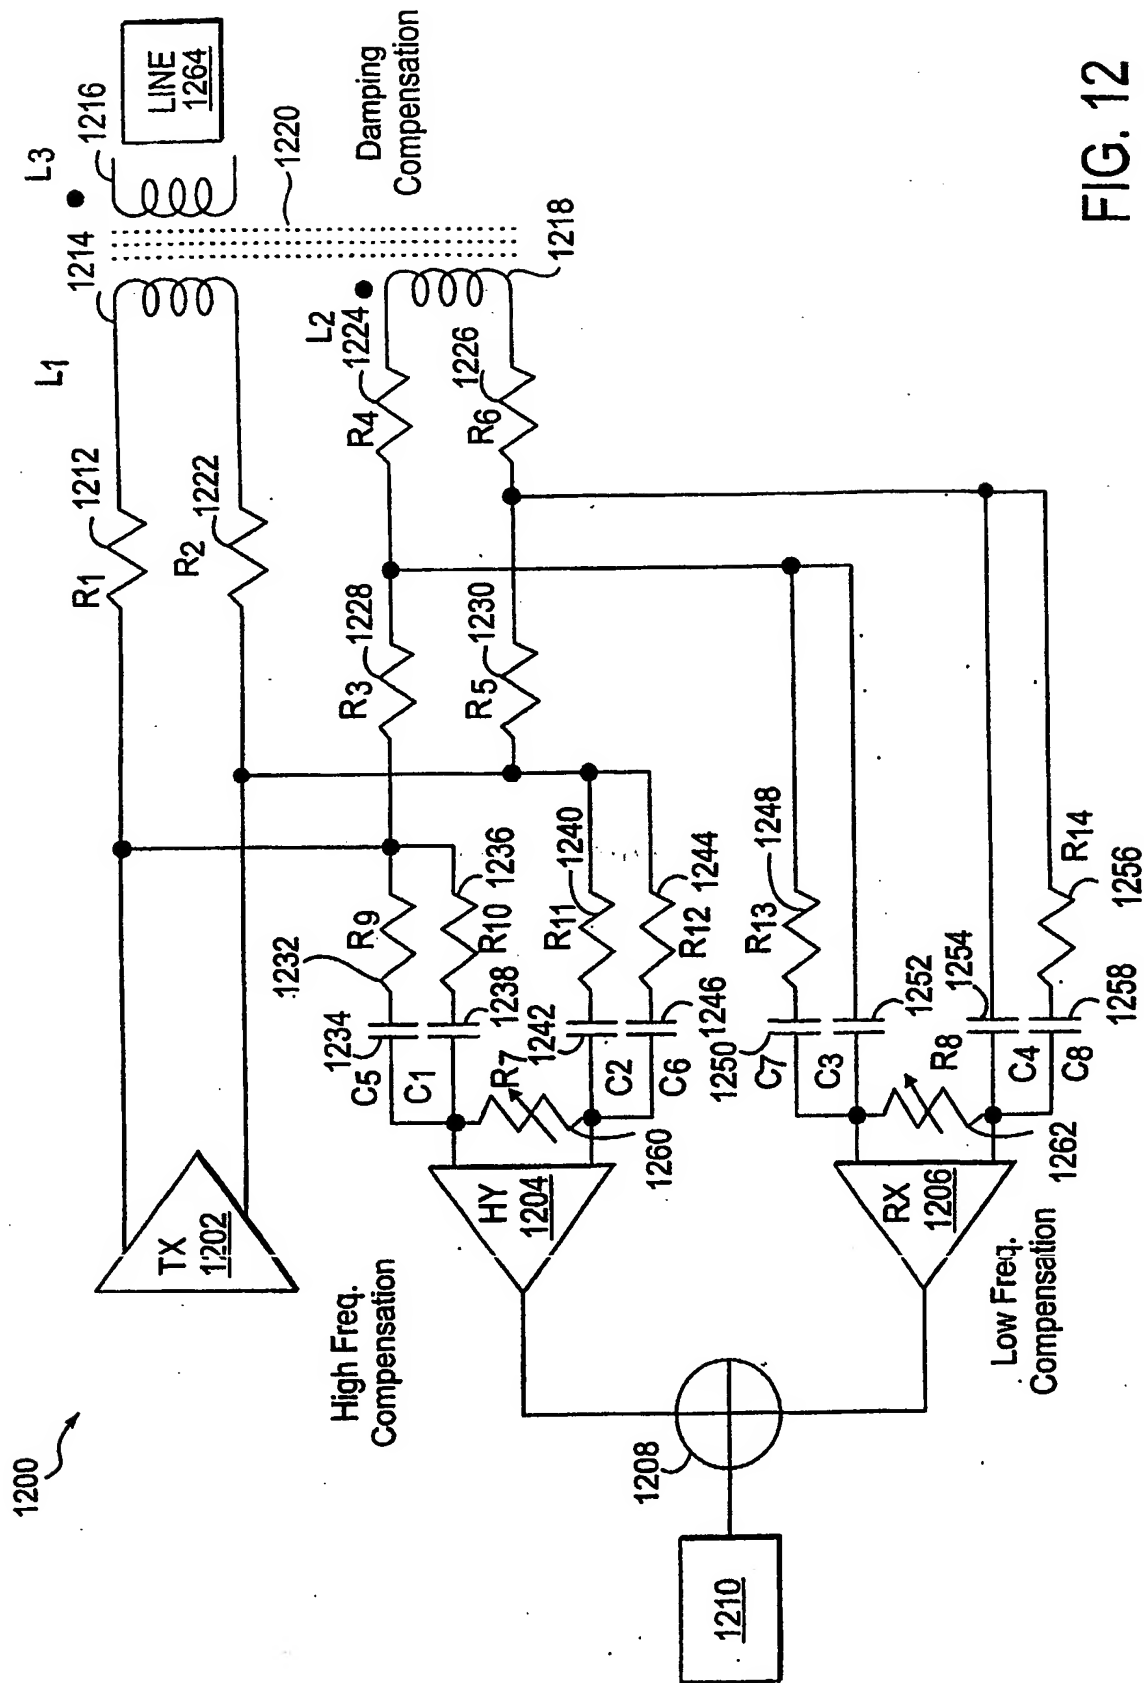 1200
TX
1202
R1
1212
L1
1214
L3
1216
LINE
1264
R2
1222
1220
Damping
Compensation
High Freq.
Compensation
1232
R9
R3
1228
R4
L2
1224
1234
C5
C1
1238
R10
1236
R5
1230
R6
1226
1218
HY
1204
R7
1242
R11
1240
1260
C2
C6
1246
R12
1244
1208
1210
1250
C7
R13
1248
C3
1252
RX
1206
R8
1254
C4
C8
1258
R14
1256
1262
Low Freq.
Compensation
FIG. 12